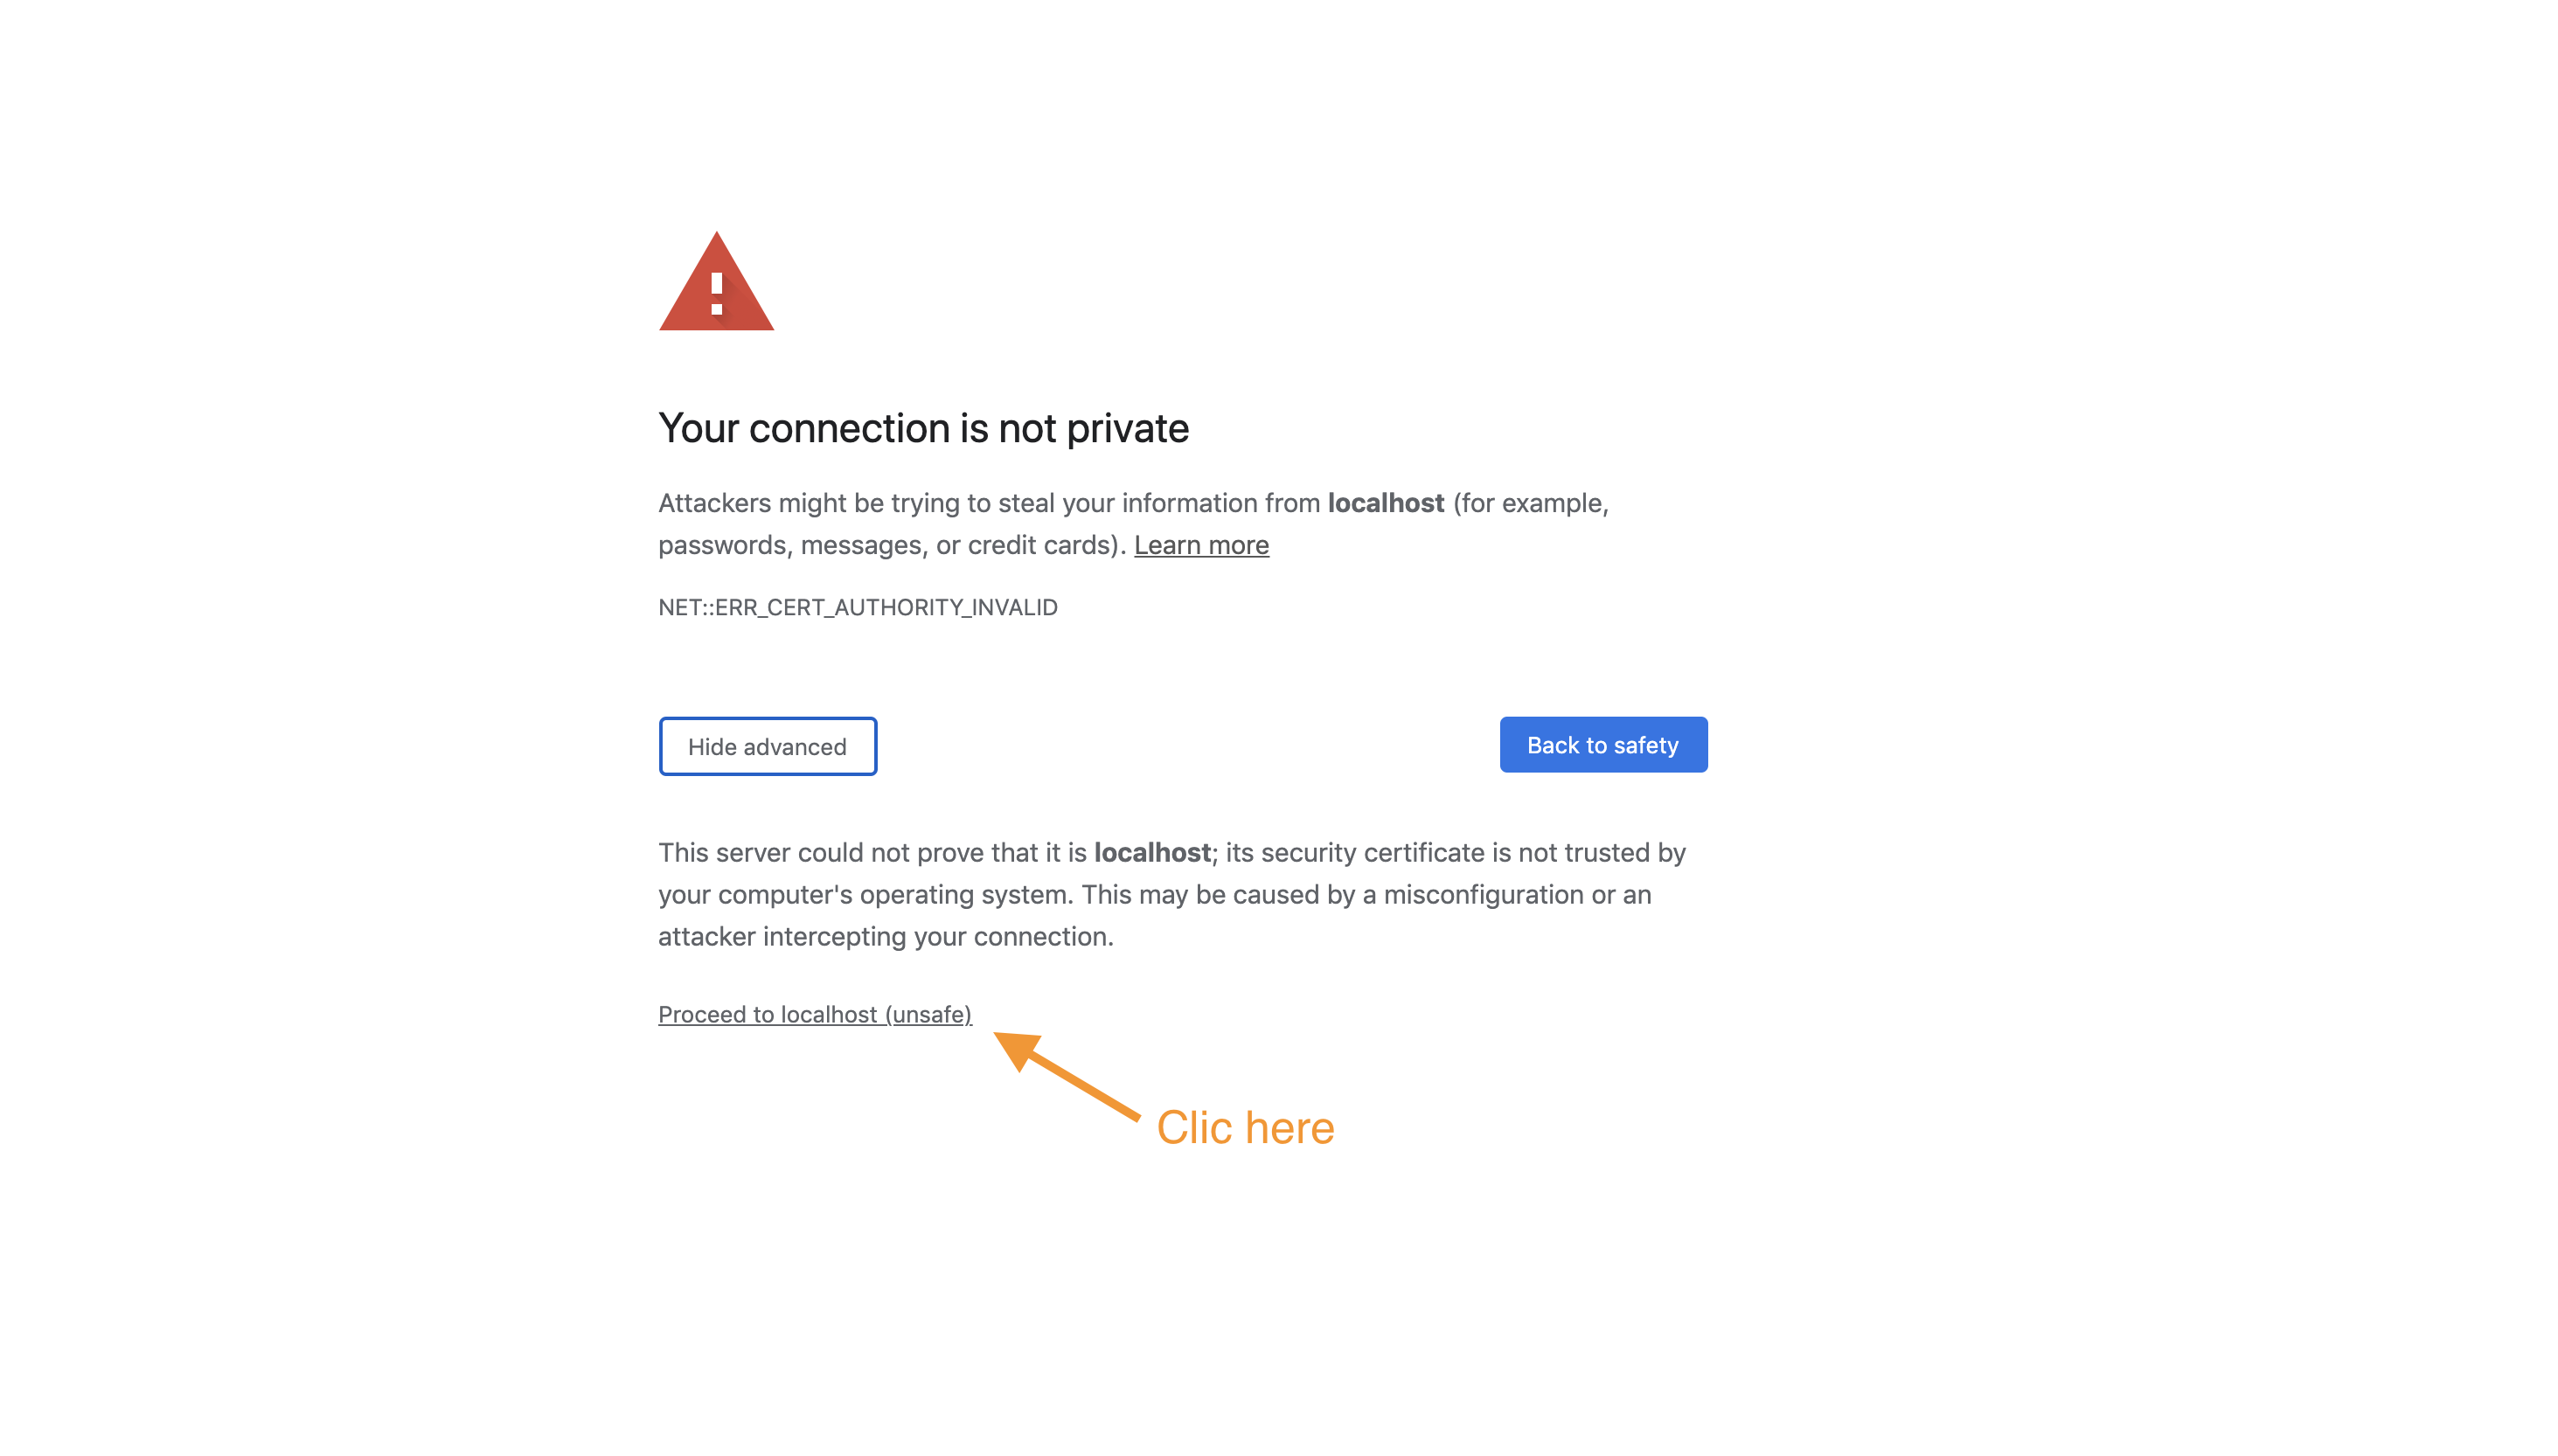 Your connection is not private
Attackers might be trying to steal your information from localhost (for example,
passwords, messages, or credit cards). Learn more
NET::ERR_CERT_AUTHORITY_INVALID
Hide advanced
Back to safety
This server could not prove that it is localhost; its security certificate is not trusted by
your computer's operating system. This may be caused by a misconfiguration or an
attacker intercepting your connection.
Proceed to localhost (unsafe)
Clic here